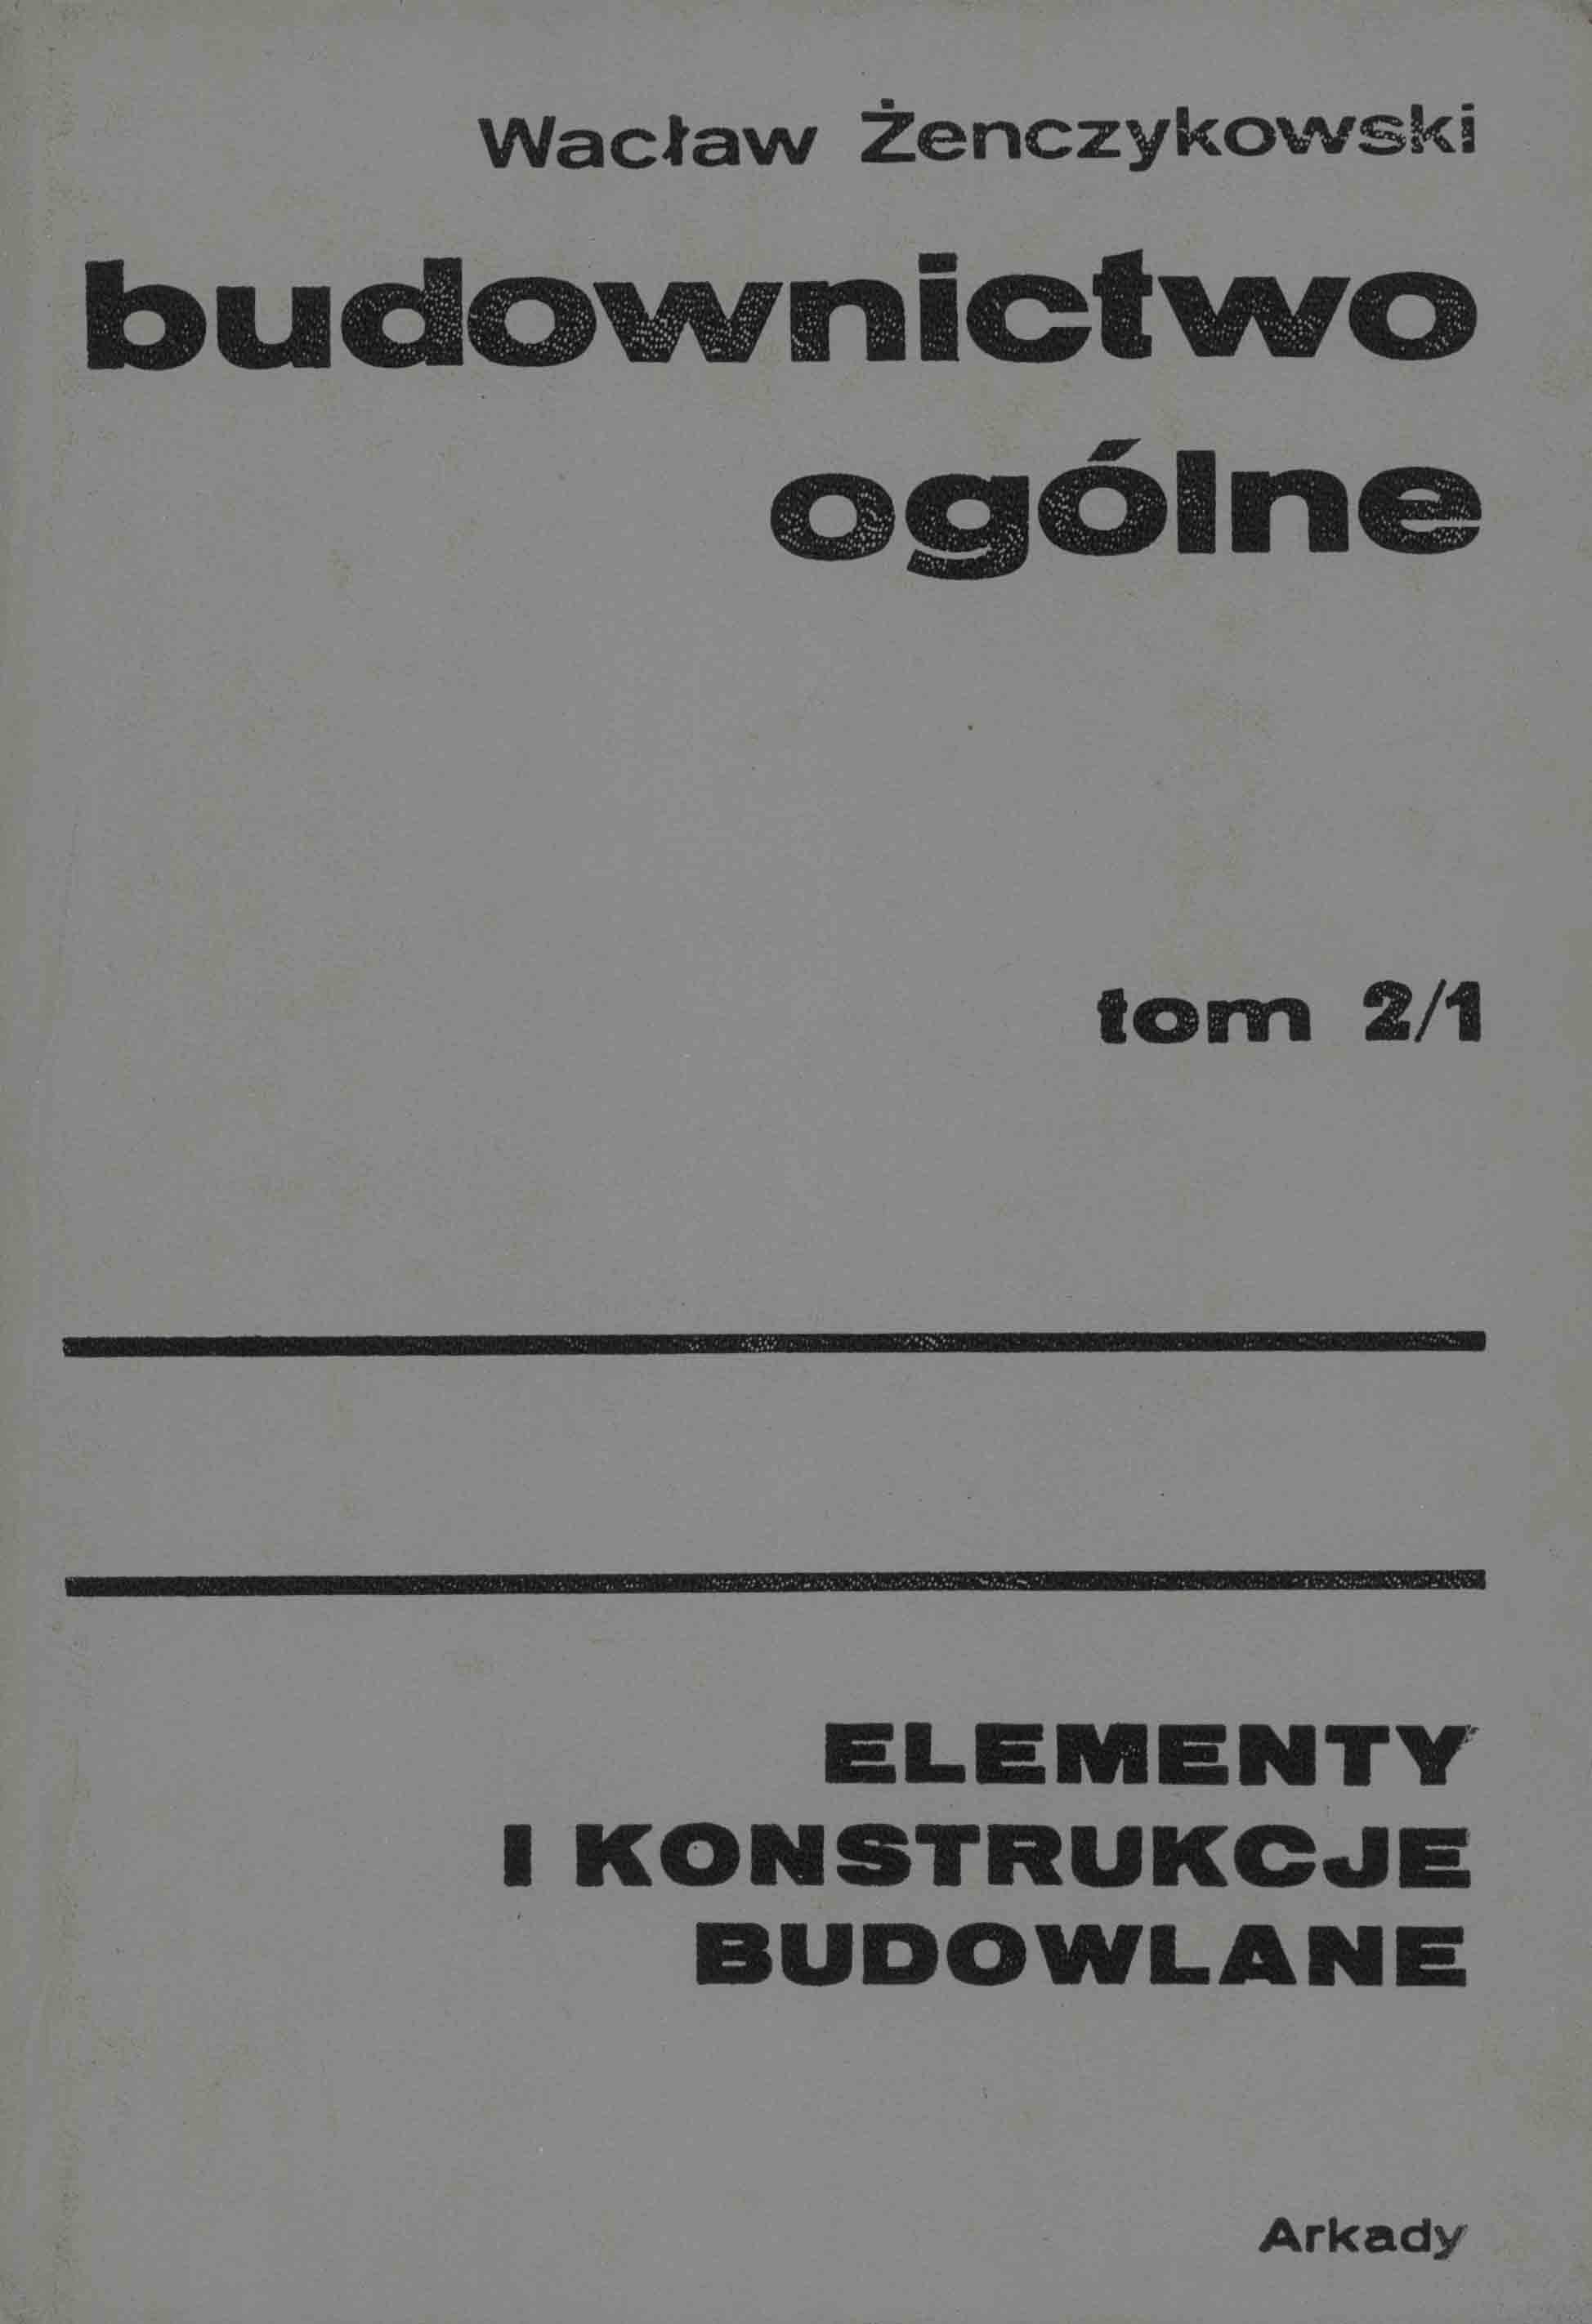 Wacław Żenczykowski
budownictwo
ogólne
tom 2/1
ELEMENTY
I KONSTRUKCJE
BUDOWLANE
Arkady